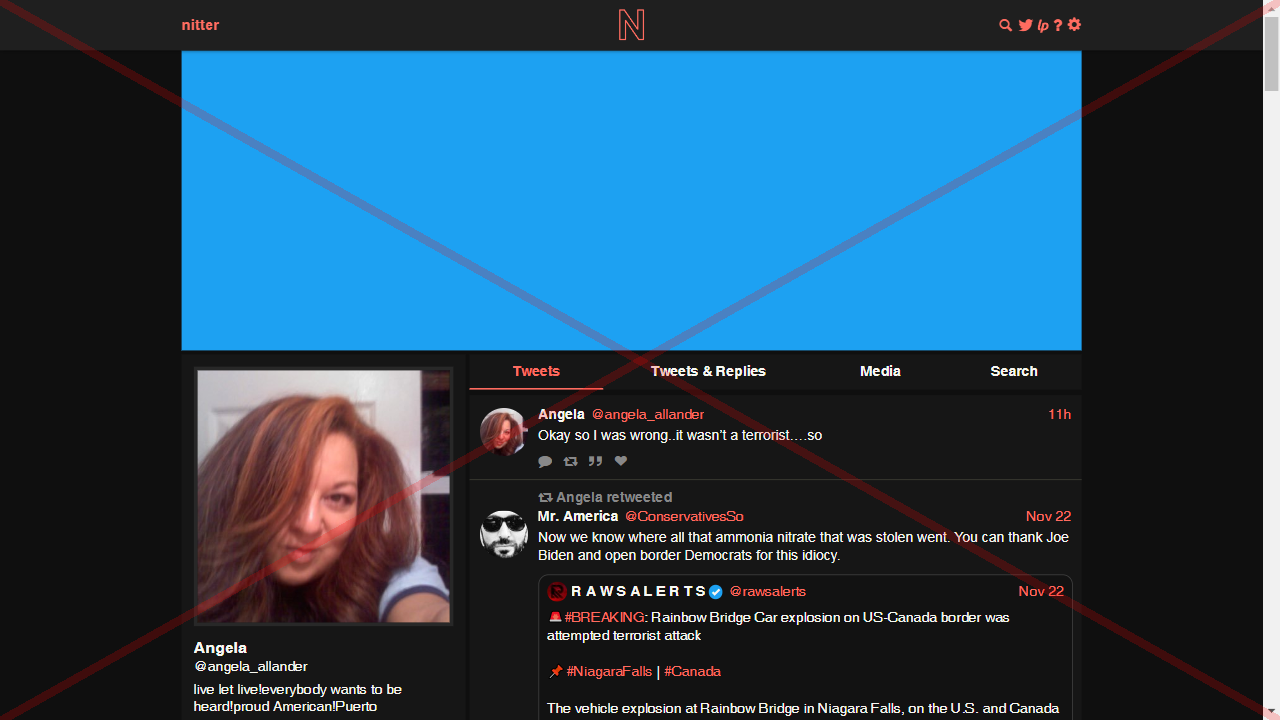 nitter
N
lp ?
Tweets
Tweets & Replies
Media
Search
Angela @angela_allander 11h
Okay so I was wrong..it wasn't a terrorist….so
Angela retweeted
Mr. America @ConservativesSo Nov 22
Now we know where all that ammonia nitrate that was stolen went. You can thank Joe
Biden and open border Democrats for this idiocy.
R A W S A L E R T S @rawsalerts Nov 22
🚨#BREAKING: Rainbow Bridge Car explosion on US-Canada border was
attempted terrorist attack
📌 #NiagaraFalls | #Canada
The vehicle explosion at Rainbow Bridge in Niagara Falls, on the U.S. and Canada
Angela
@angela_allander
live let live!everybody wants to be
heard!proud American!Puerto